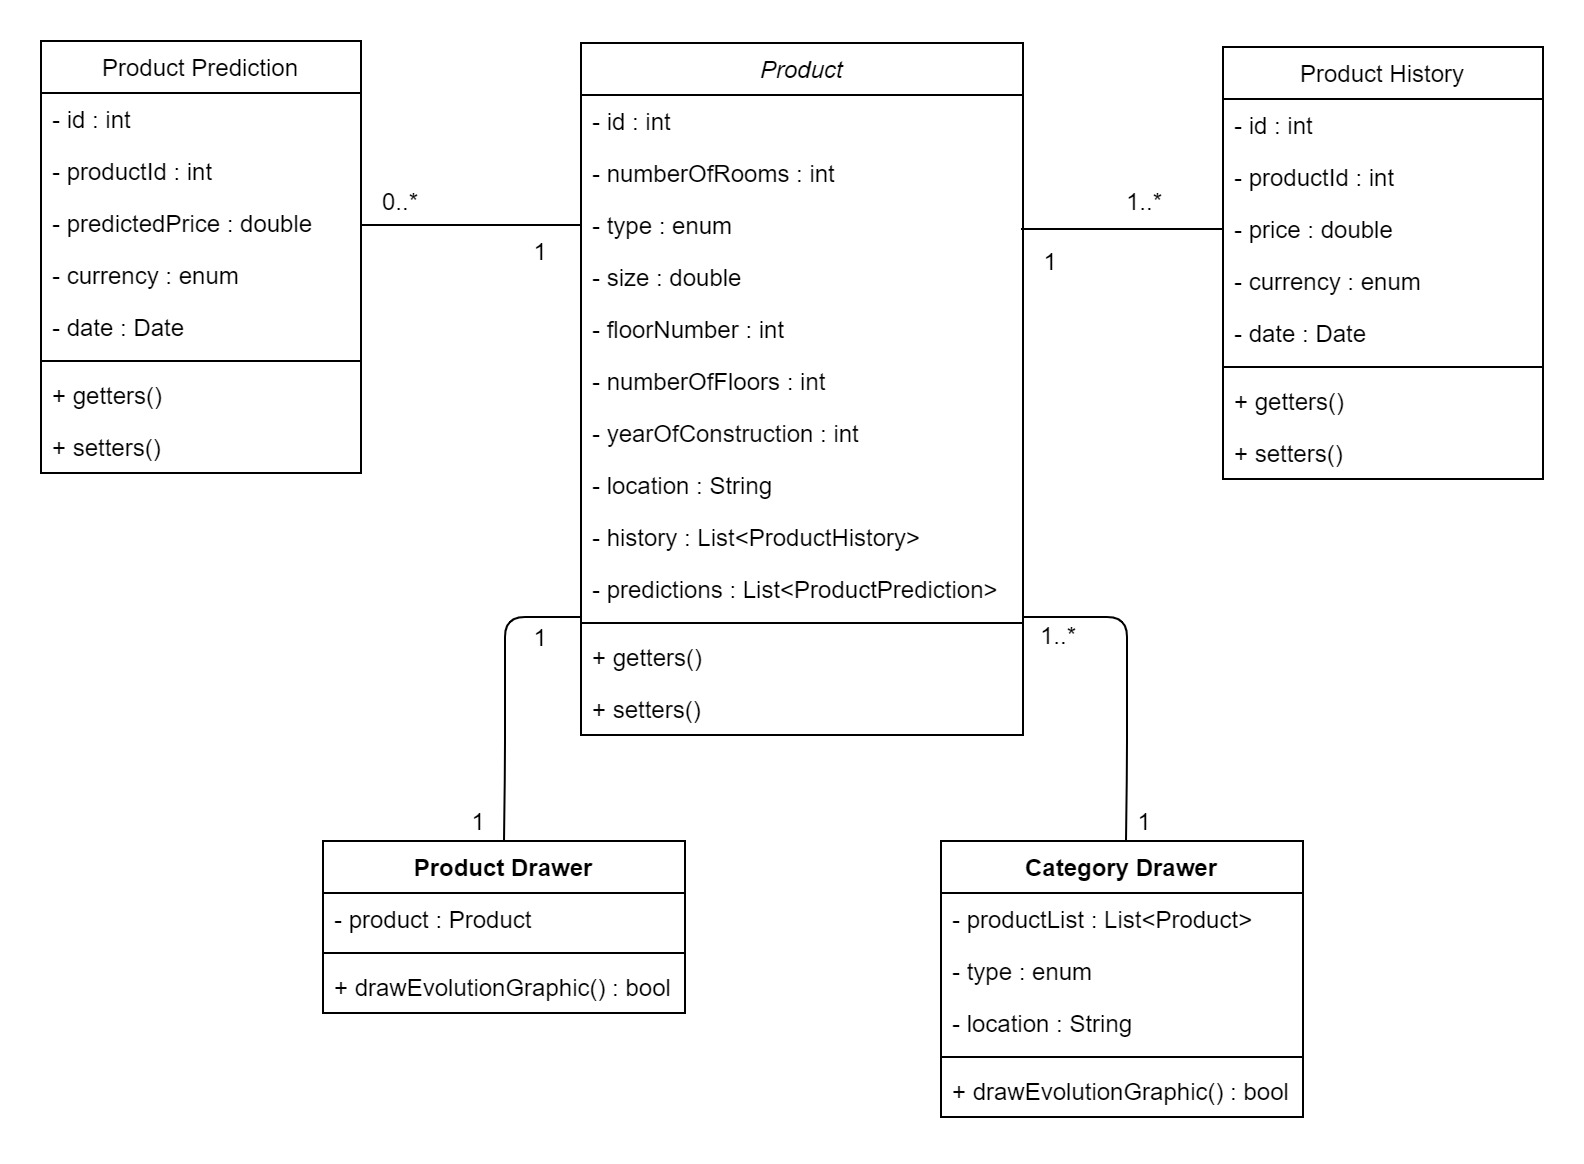 Product Prediction
- id : int
- productId : int
- predictedPrice : double
- currency : enum
- date : Date
+ getters()
+ setters()
0..*
1
Product
- id : int
- numberOfRooms : int
- type : enum
- size : double
- floorNumber : int
- numberOfFloors : int
- yearOfConstruction : int
- location : String
- history : List<ProductHistory>
- predictions : List<ProductPrediction>
+ getters()
+ setters()
1..*
1
Product History
- id : int
- productId : int
- price : double
- currency : enum
- date : Date
+ getters()
+ setters()
1
1
Product Drawer
- product : Product
+ drawEvolutionGraphic() : bool
1..*
1
Category Drawer
- productList : List<Product>
- type : enum
- location : String
+ drawEvolutionGraphic() : bool